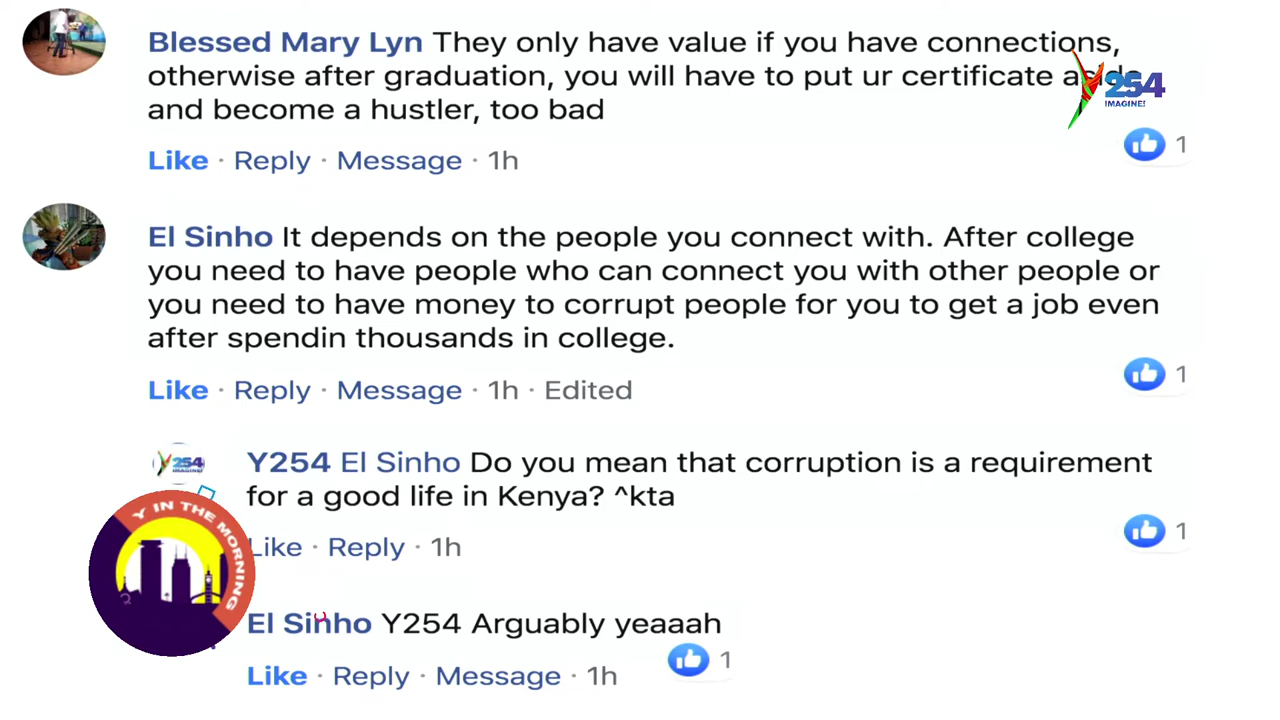 Blessed Mary Lyn They only have value if you have connections,
otherwise after graduation, you will have to put ur certificate aside
and become a hustler, too bad
Like · Reply · Message · 1h
1
Y254
IMAGINE!
El Sinho It depends on the people you connect with. After college
you need to have people who can connect you with other people or
you need to have money to corrupt people for you to get a job even
after spendin thousands in college.
Like · Reply · Message · 1h · Edited
1
Y254
IMAGINE!
Y254 El Sinho Do you mean that corruption is a requirement
for a good life in Kenya? ^kta
Like · Reply · 1h
1
Y IN THE MORNING
El Sinho Y254 Arguably yeaaah
Like · Reply · Message · 1h
1